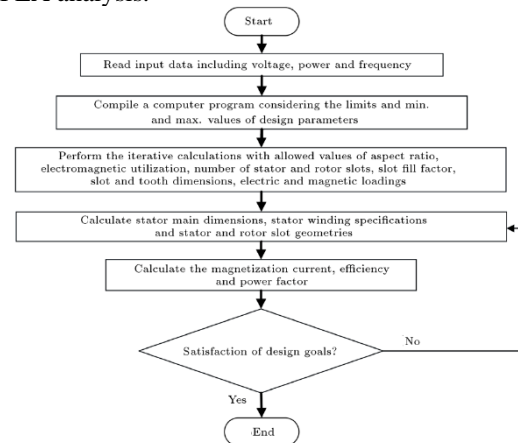 FEA analysis.
Start
Read input data including voltage, power and frequency
Compile a computer program considering the limits and min.
and max. values of design parameters
Perform the iterative calculations with allowed values of aspect ratio,
electromagnetic utilization, number of stator and rotor slots, slot fill factor,
slot and tooth dimensions, electric and magnetic loadings
Calculate stator main dimensions, stator winding specifications
and stator and rotor slot geometries
Calculate the magnetization current, efficiency
and power factor
Satisfaction of design goals?
No
Yes
End